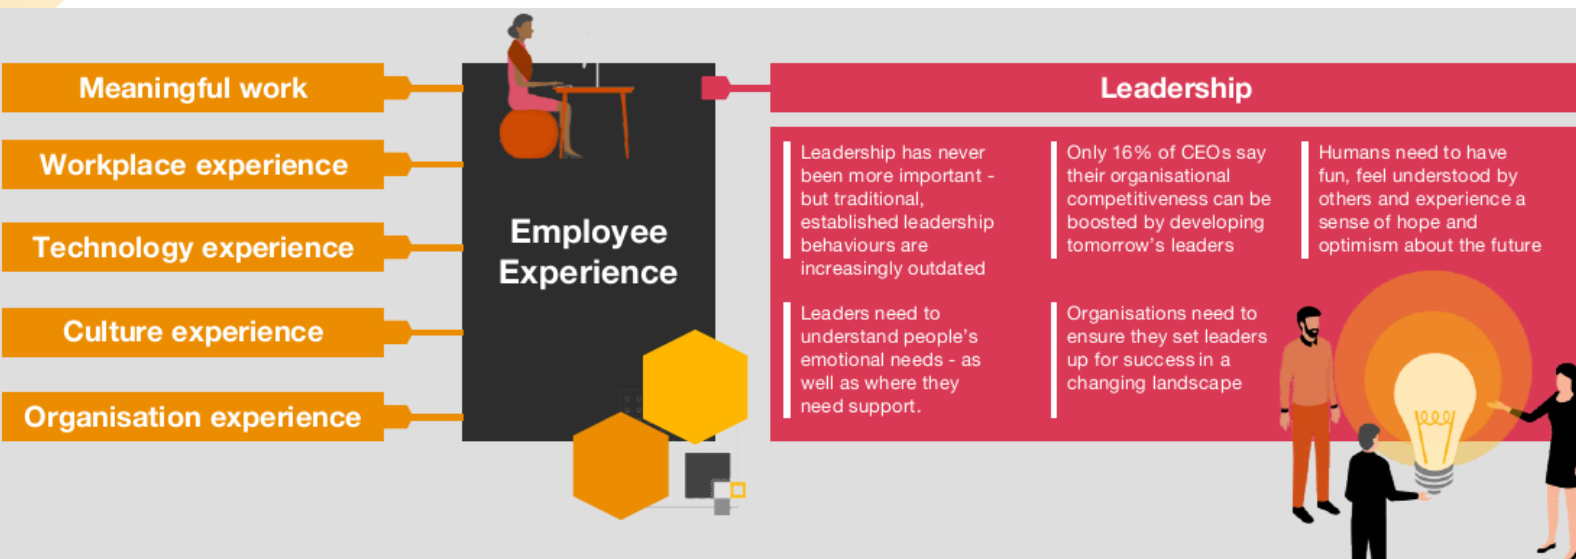 Meaningful work
Workplace experience
Technology experience
Culture experience
Organisation experience
Employee
Experience
Leadership
Leadership has never
been more important -
but traditional,
established leadership
behaviours are
increasingly outdated
Only 16% of CEOs say
their organisational
competitiveness can be
boosted by developing
tomorrow's leaders
Humans need to have
fun, feel understood by
others and experience a
sense of hope and
optimism about the future
Leaders need to
understand people's
emotional needs - as
well as where they
need support.
Organisations need to
ensure they set leaders
up for success in a
changing landscape